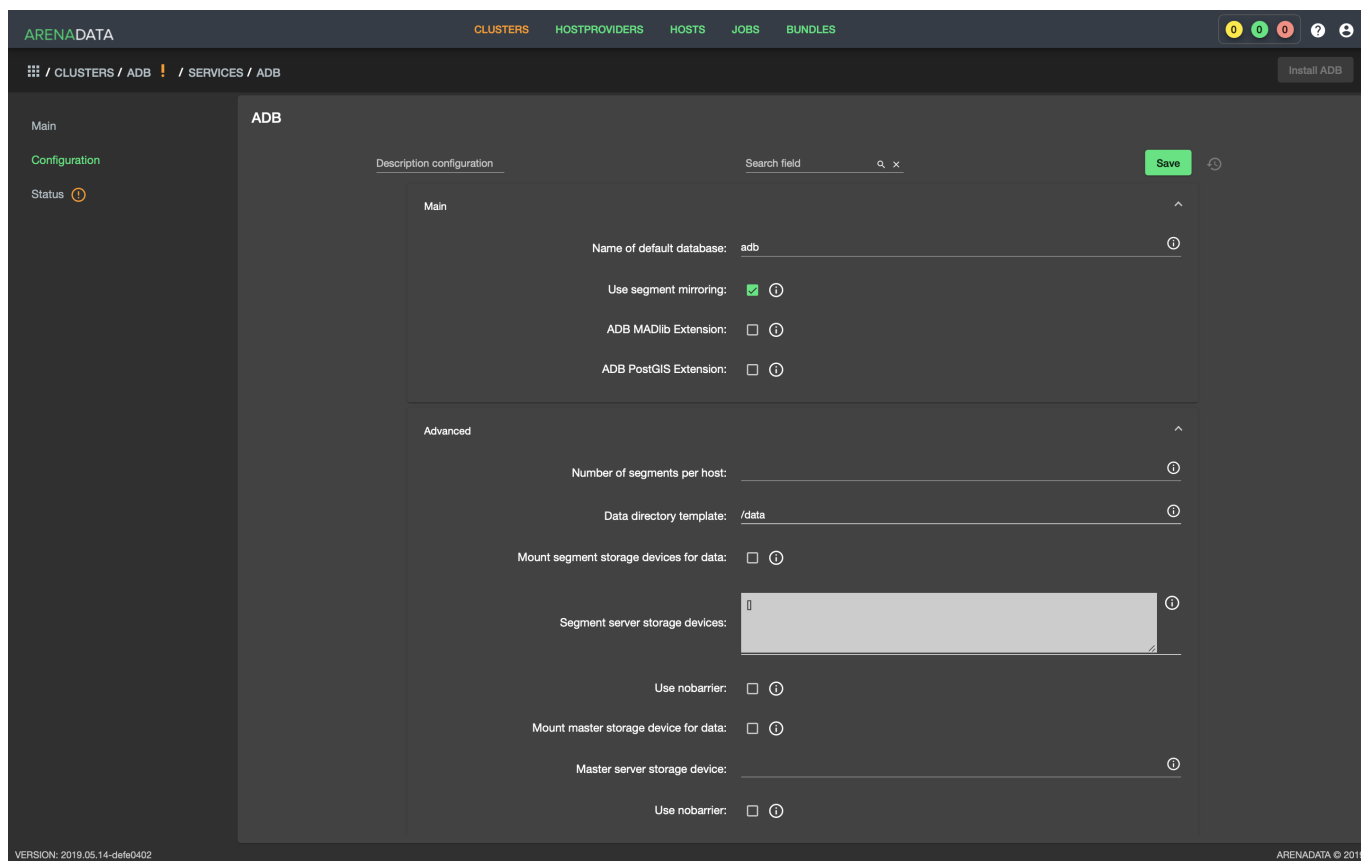 ARENADATA
CLUSTERS HOSTPROVIDERS HOSTS JOBS BUNDLES
0 0 0
/ CLUSTERS / ADB ! / SERVICES / ADB
Install ADB
Main
Configuration
Status
ADB
Description configuration
Search field
Save
Main
Name of default database: adb
Use segment mirroring:
ADB MADlib Extension:
ADB PostGIS Extension:
Advanced
Number of segments per host:
Data directory template: /data
Mount segment storage devices for data:
Segment server storage devices: []
Use nobarrier:
Mount master storage device for data:
Master server storage device:
Use nobarrier:
VERSION: 2019.05.14-defe0402
ARENADATA © 2019